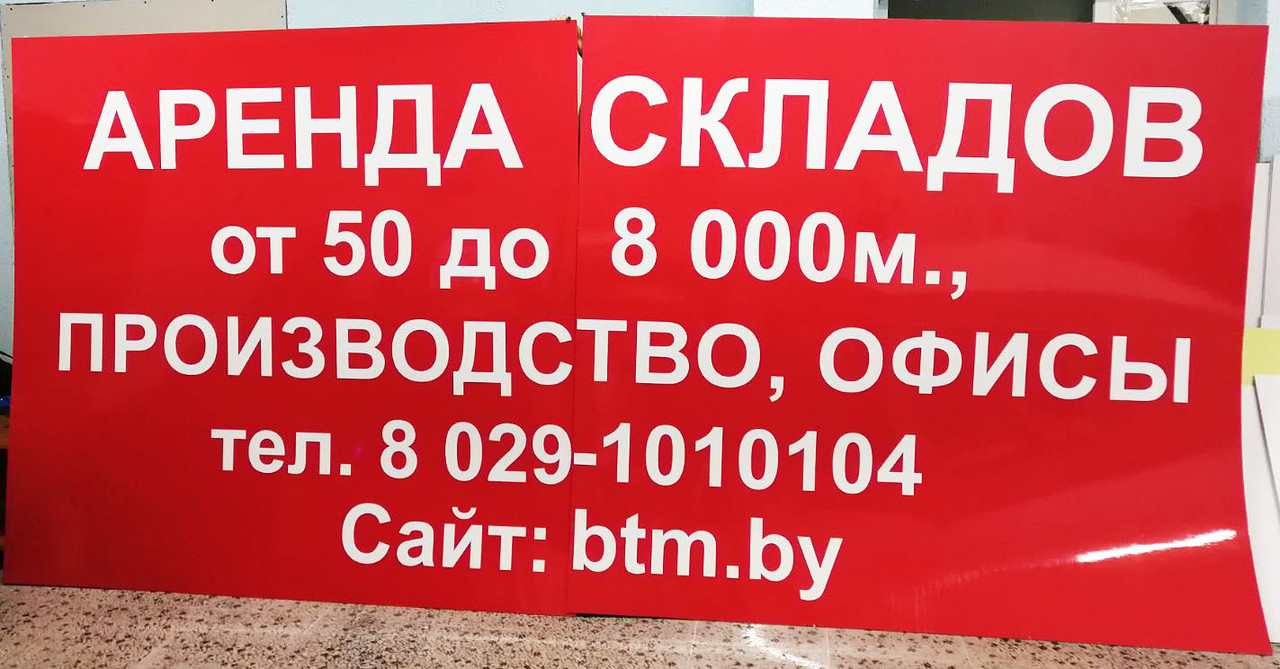 АРЕНДА СКЛАДОВ
от 50 до 8 000м.,
ПРОИЗВОДСТВО, ОФИСЫ
тел. 8 029-1010104
Сайт: btm.by